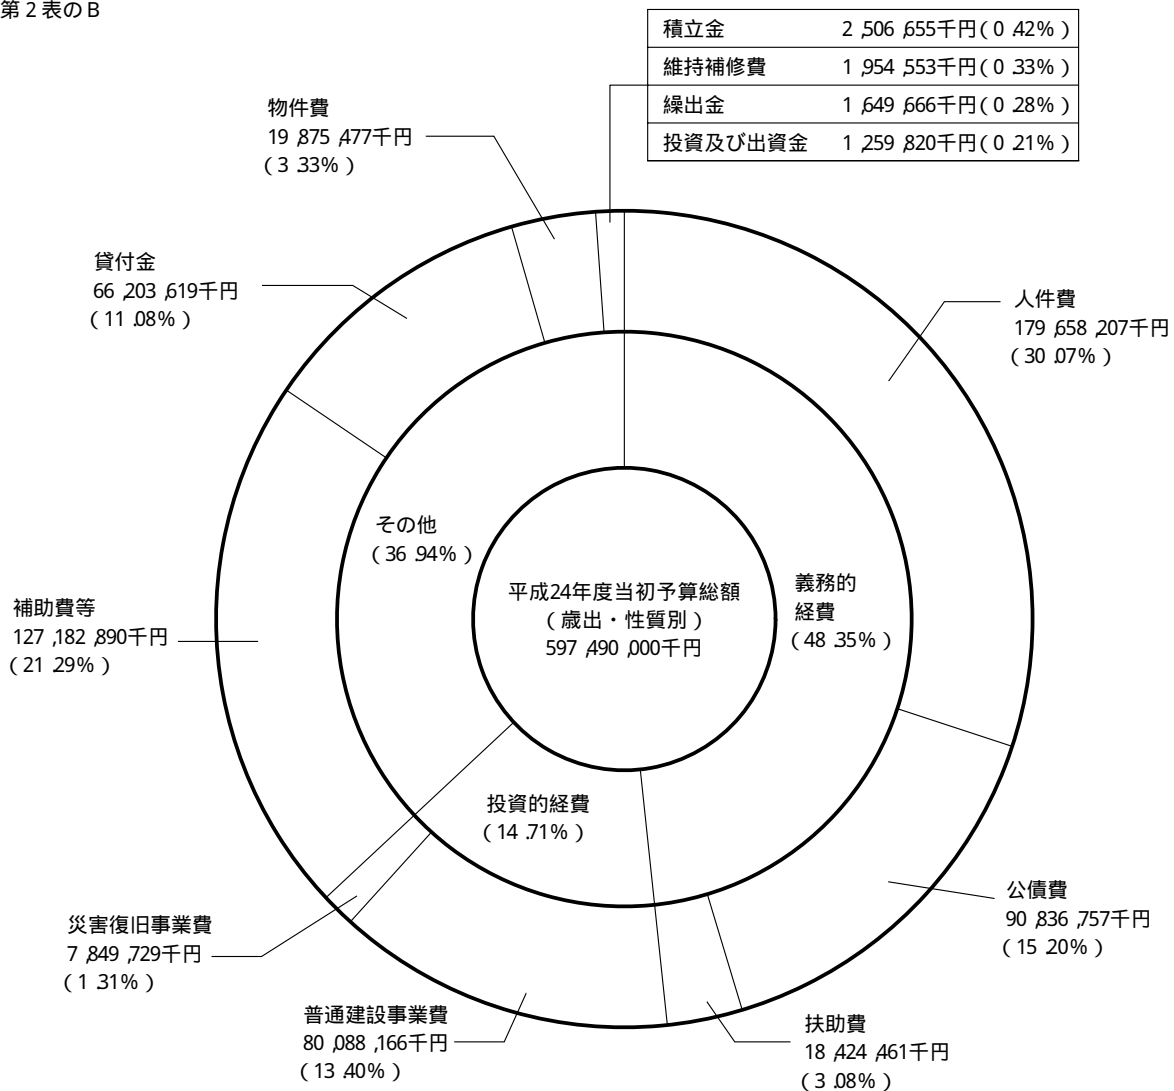 第2表のB
積立金 2,506,655千円(0.42%)
維持補修費 1,954,553千円(0.33%)
繰出金 1,649,666千円(0.28%)
投資及び出資金 1,259,820千円(0.21%)
物件費
19,875,477千円
(3.33%)
貸付金
66,203,619千円
(11.08%)
人件費
179,658,207千円
(30.07%)
その他
(36.94%)
平成24年度当初予算総額
(歳出・性質別)
597,490,000千円
義務的
経費
(48.35%)
補助費等
127,182,890千円
(21.29%)
投資的経費
(14.71%)
災害復旧事業費
7,849,729千円
(1.31%)
公債費
90,836,757千円
(15.20%)
普通建設事業費
80,088,166千円
(13.40%)
扶助費
18,424,461千円
(3.08%)